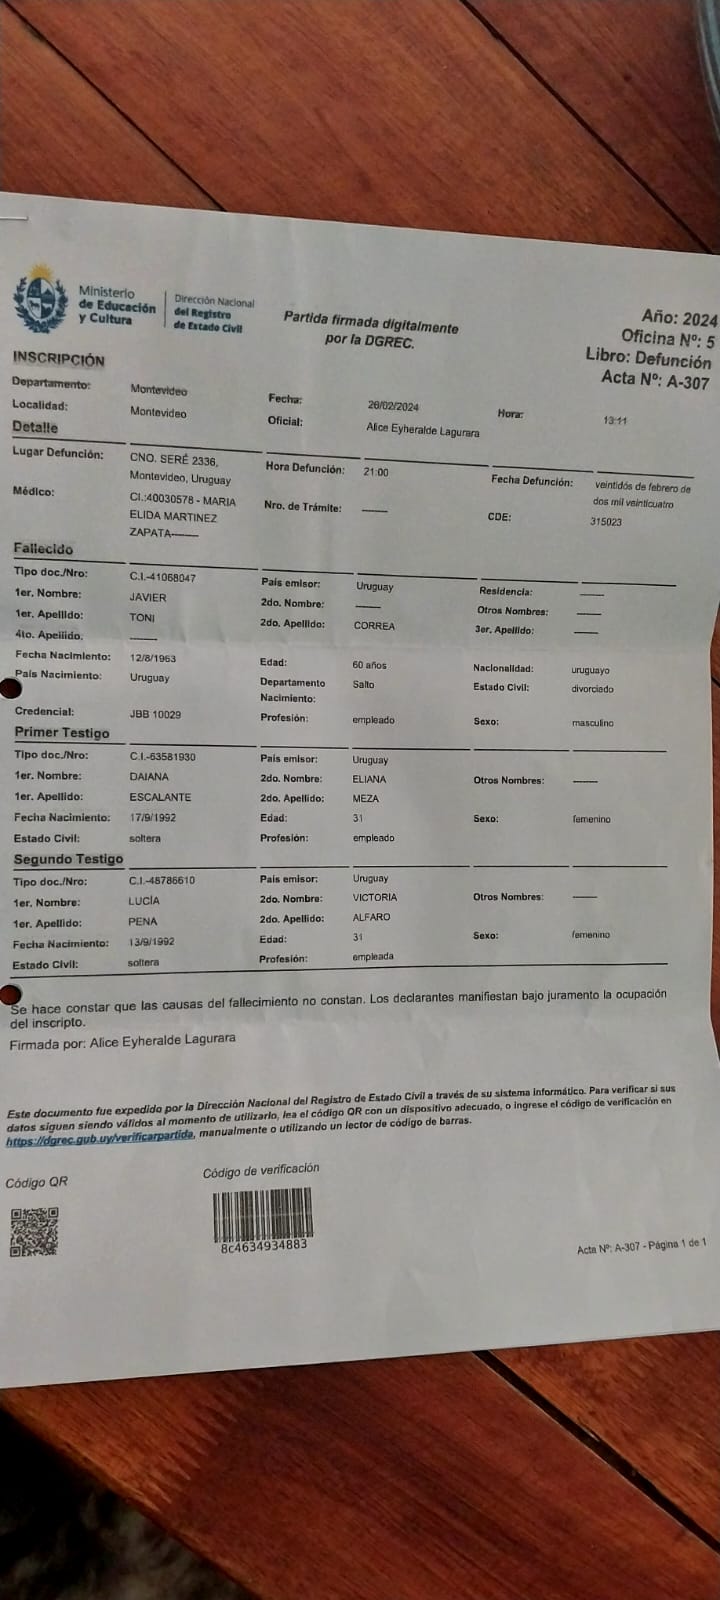 Ministerio
de Educación
y Cultura
Dirección Nacional
del Registro
de Estado Civil
Partida firmada digitalmente
por la DGREC.
Año: 2024
Oficina Nº: 5
Libro: Defunción
Acta Nº: A-307
INSCRIPCIÓN
Departamento: Montevideo Fecha: 26/02/2024 Hora: 13:11
Localidad: Montevideo Oficial: Alice Eyheralde Lagurara
Detalle
Lugar Defunción: CNO. SERÉ 2336, Hora Defunción: 21:00 Fecha Defunción: veintidós de febrero de
Montevideo, Uruguay dos mil veinticuatro
Médico: CI.:40030578 - MARIA Nro. de Trámite: -------- CDE: 315023
ELIDA MARTINEZ
ZAPATA--------
Fallecido
Tipo doc./Nro: C.I.-41068047 País emisor: Uruguay Residencia: --------
1er. Nombre: JAVIER 2do. Nombre: -------- Otros Nombres: --------
1er. Apellido: TONI 2do. Apellido: CORREA 3er. Apellido: --------
4to. Apellido: --------
Fecha Nacimiento: 12/8/1963 Edad: 60 años Nacionalidad: uruguayo
País Nacimiento: Uruguay Departamento Salto Estado Civil: divorciado
Nacimiento:
Credencial: JBB 10029 Profesión: empleado Sexo: masculino
Primer Testigo
Tipo doc./Nro: C.I.-63581930 País emisor: Uruguay
1er. Nombre: DAIANA 2do. Nombre: ELIANA Otros Nombres: --------
1er. Apellido: ESCALANTE 2do. Apellido: MEZA
Fecha Nacimiento: 17/9/1992 Edad: 31 Sexo: femenino
Estado Civil: soltera Profesión: empleado
Segundo Testigo
Tipo doc./Nro: C.I.-48786610 País emisor: Uruguay
1er. Nombre: LUCÍA 2do. Nombre: VICTORIA Otros Nombres: --------
1er. Apellido: PENA 2do. Apellido: ALFARO
Fecha Nacimiento: 13/9/1992 Edad: 31 Sexo: femenino
Estado Civil: soltera Profesión: empleada
Se hace constar que las causas del fallecimiento no constan. Los declarantes manifiestan bajo juramento la ocupación
del inscripto.
Firmada por: Alice Eyheralde Lagurara
Este documento fue expedido por la Dirección Nacional del Registro de Estado Civil a través de su sistema informático. Para verificar si sus
datos siguen siendo válidos al momento de utilizarlo, lea el código QR con un dispositivo adecuado, o ingrese el código de verificación en
https://dgrec.gub.uy/verificarpartida, manualmente o utilizando un lector de código de barras.
Código QR
Código de verificación
8c4634934883
Acta Nº: A-307 - Página 1 de 1